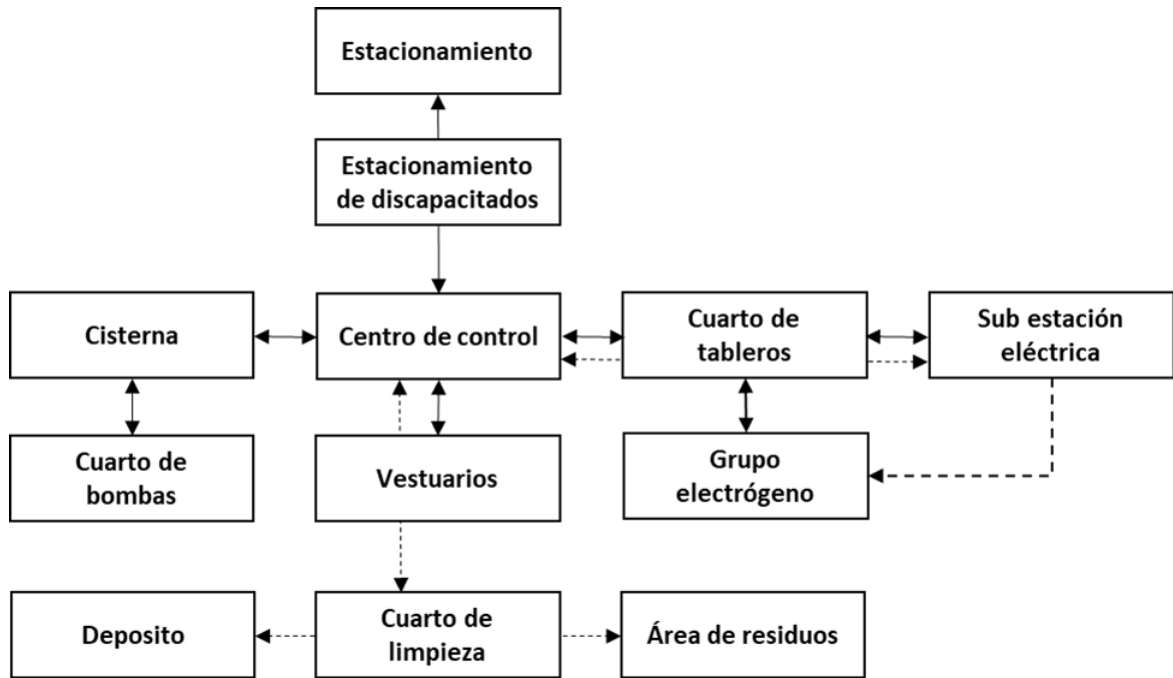 Estacionamiento
Estacionamiento
de discapacitados
Cisterna
Centro de control
Cuarto de
tableros
Sub estación
eléctrica
Cuarto de
bombas
Vestuarios
Grupo
electrógeno
Deposito
Cuarto de
limpieza
Área de residuos